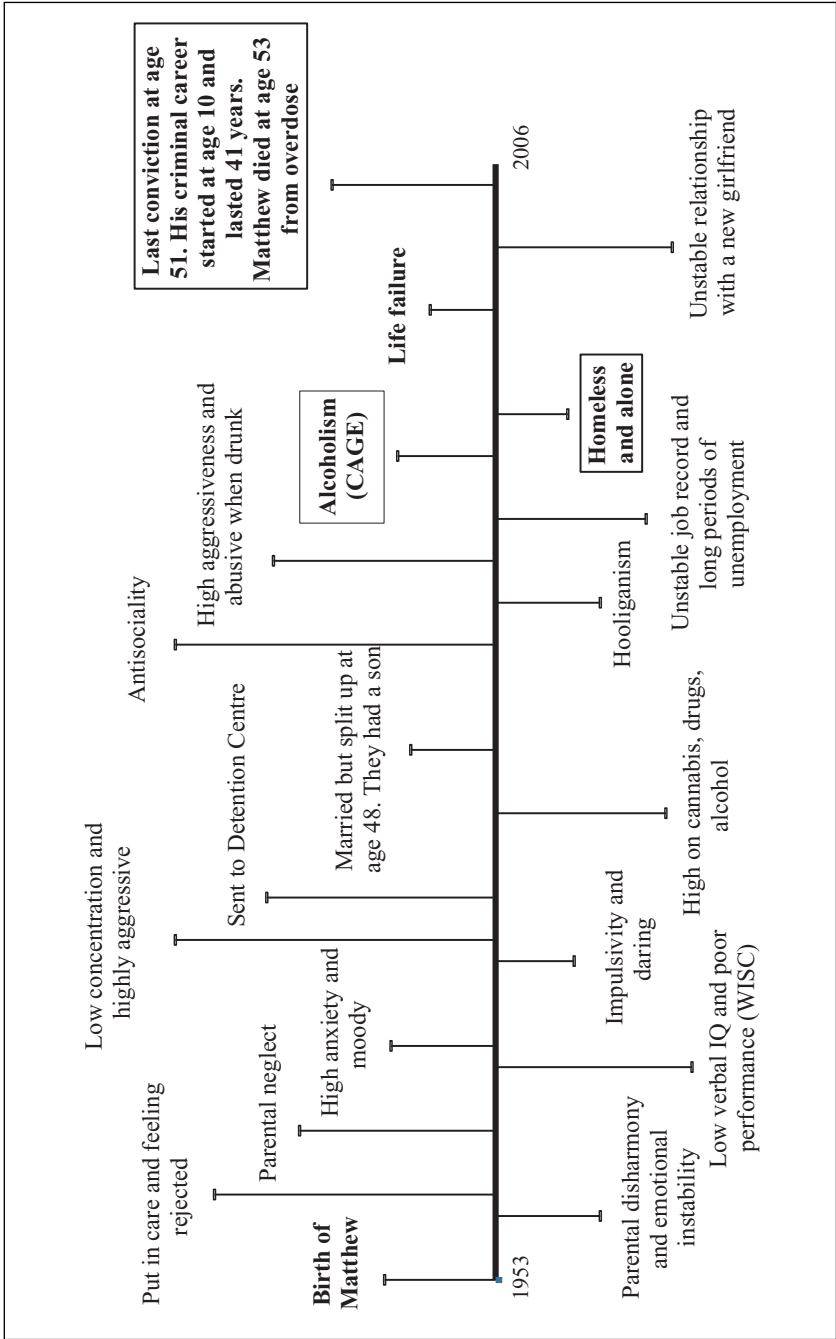 Put in care and feeling
rejected
Low concentration and
highly aggressive
Antisociality
Last conviction at age
51. His criminal career
started at age 10 and
lasted 41 years.
Matthew died at age 53
from overdose
Parental neglect
Sent to Detention Centre
High aggressiveness and
abusive when drunk
Birth of
Matthew
High anxiety and
moody
Married but split up at
age 48. They had a son
Alcoholism
(CAGE)
Life failure
1953
2006
Parental disharmony
and emotional
instability
Low verbal IQ and poor
performance (WISC)
Impulsivity and
daring
High on cannabis, drugs,
alcohol
Hooliganism
Unstable job record and
long periods of
unemployment
Homeless
and alone
Unstable relationship
with a new girlfriend